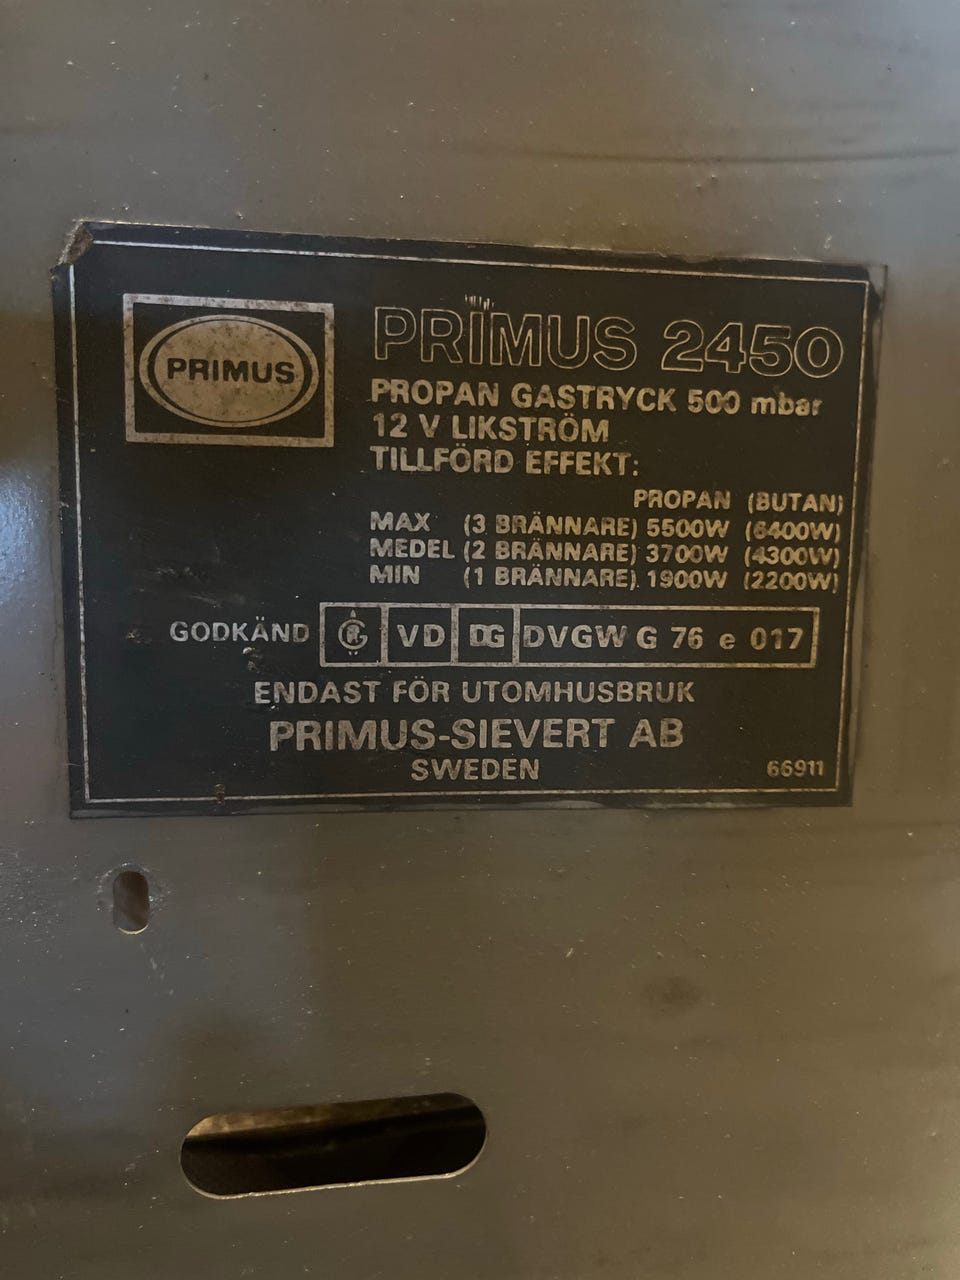 PRIMUS
PRIMUS 2450
PROPAN GASTRYCK 500 mbar
12 V LIKSTRÖM
TILLFÖRD EFFEKT:
PROPAN (BUTAN)
MAX (3 BRÄNNARE) 5500W (6400W)
MEDEL (2 BRÄNNARE) 3700W (4300W)
MIN (1 BRÄNNARE) 1900W (2200W)
GODKÄND VD DG DVGW G 76 e 017
ENDAST FÖR UTOMHUSBRUK
PRIMUS-SIEVERT AB
SWEDEN
66911